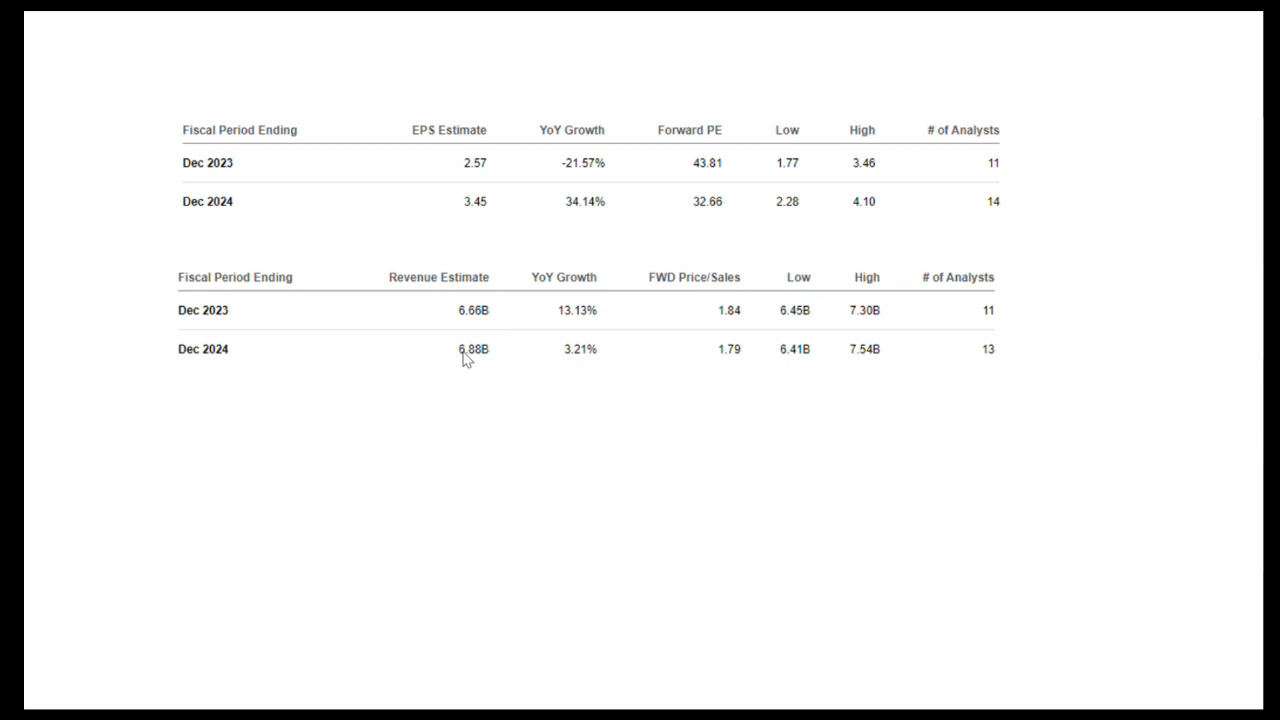 Fiscal Period Ending EPS Estimate YoY Growth Forward PE Low High # of Analysts
Dec 2023 2.57 -21.57% 43.81 1.77 3.46 11
Dec 2024 3.45 34.14% 32.66 2.28 4.10 14
Fiscal Period Ending Revenue Estimate YoY Growth FWD Price/Sales Low High # of Analysts
Dec 2023 6.66B 13.13% 1.84 6.45B 7.30B 11
Dec 2024 6.88B 3.21% 1.79 6.41B 7.54B 13